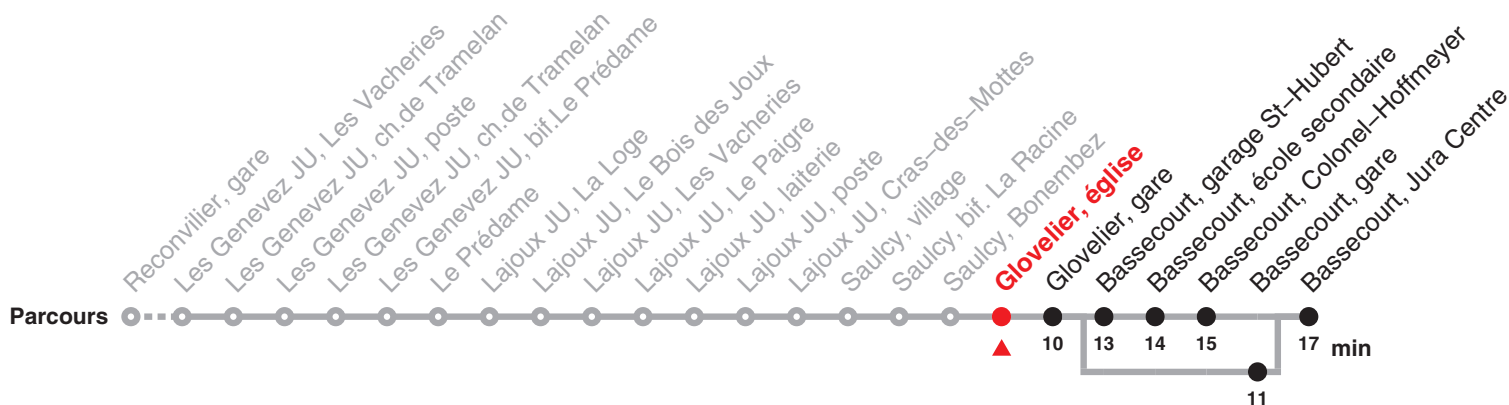 Reconvilier, gare
Les Genevez JU, Les Vacheries
Les Genevez JU, ch.de Tramelan
Les Genevez JU, poste
Les Genevez JU, ch.de Tramelan
Les Genevez JU, bif.Le Prédame
Le Prédame
Lajoux JU, La Loge
Lajoux JU, Le Bois des Joux
Lajoux JU, Les Vacheries
Lajoux JU, Le Paigre
Lajoux JU, laiterie
Lajoux JU, poste
Lajoux JU, Cras–des–Mottes
Saulcy, village
Saulcy, bif. La Racine
Saulcy, Bonembez
Glovelier, église
Glovelier, gare
Bassecourt, garage St–Hubert
Bassecourt, école secondaire
Bassecourt, Colonel–Hoffmeyer
Bassecourt, gare
Bassecourt, Jura Centre
Parcours
10 13 14 15 17 min
11